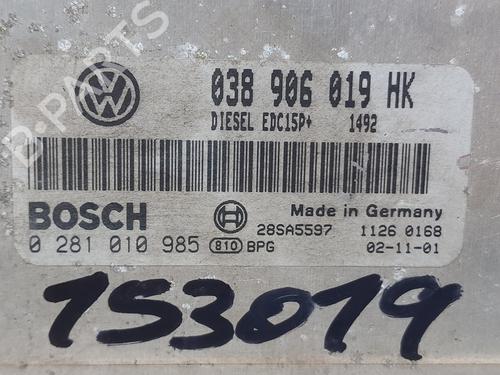 B-PARTS
038 906 019 HK
DIESEL EDC15P+ 1492
BOSCH
Made in Germany
28SA5597 1126 0168
0 281 010 985 810 BPG 02-11-01
153019